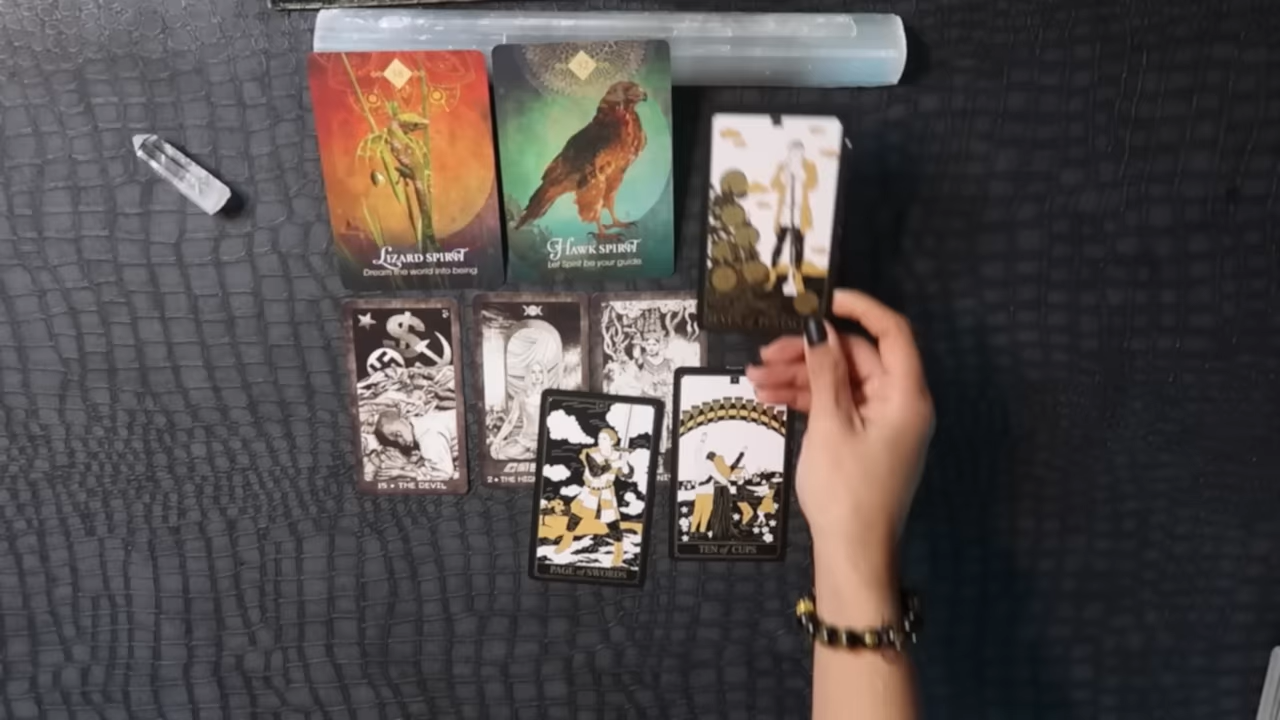 LIZARD SPIRIT
Dream the world into being
HAWK SPIRIT
Let Spirit be your guide
15 • THE DEVIL
PAGE of SWORDS
TEN of CUPS